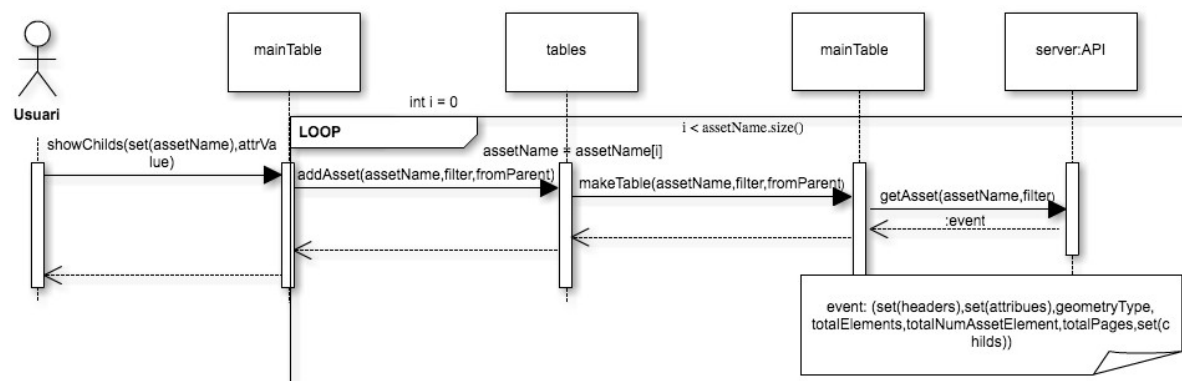 mainTable
tables
mainTable
server:API
Usuari
int i = 0
LOOP
i < assetName.size()
showChilds(set(assetName),attrVa
lue)
assetName = assetName[i]
addAsset(assetName,filter,fromParent)
makeTable(assetName,filter,fromParent)
getAsset(assetName,filter)
:event
event: (set(headers),set(attribues),geometryType,
totalElements,totalNumAssetElement,totalPages,set(c
hilds))